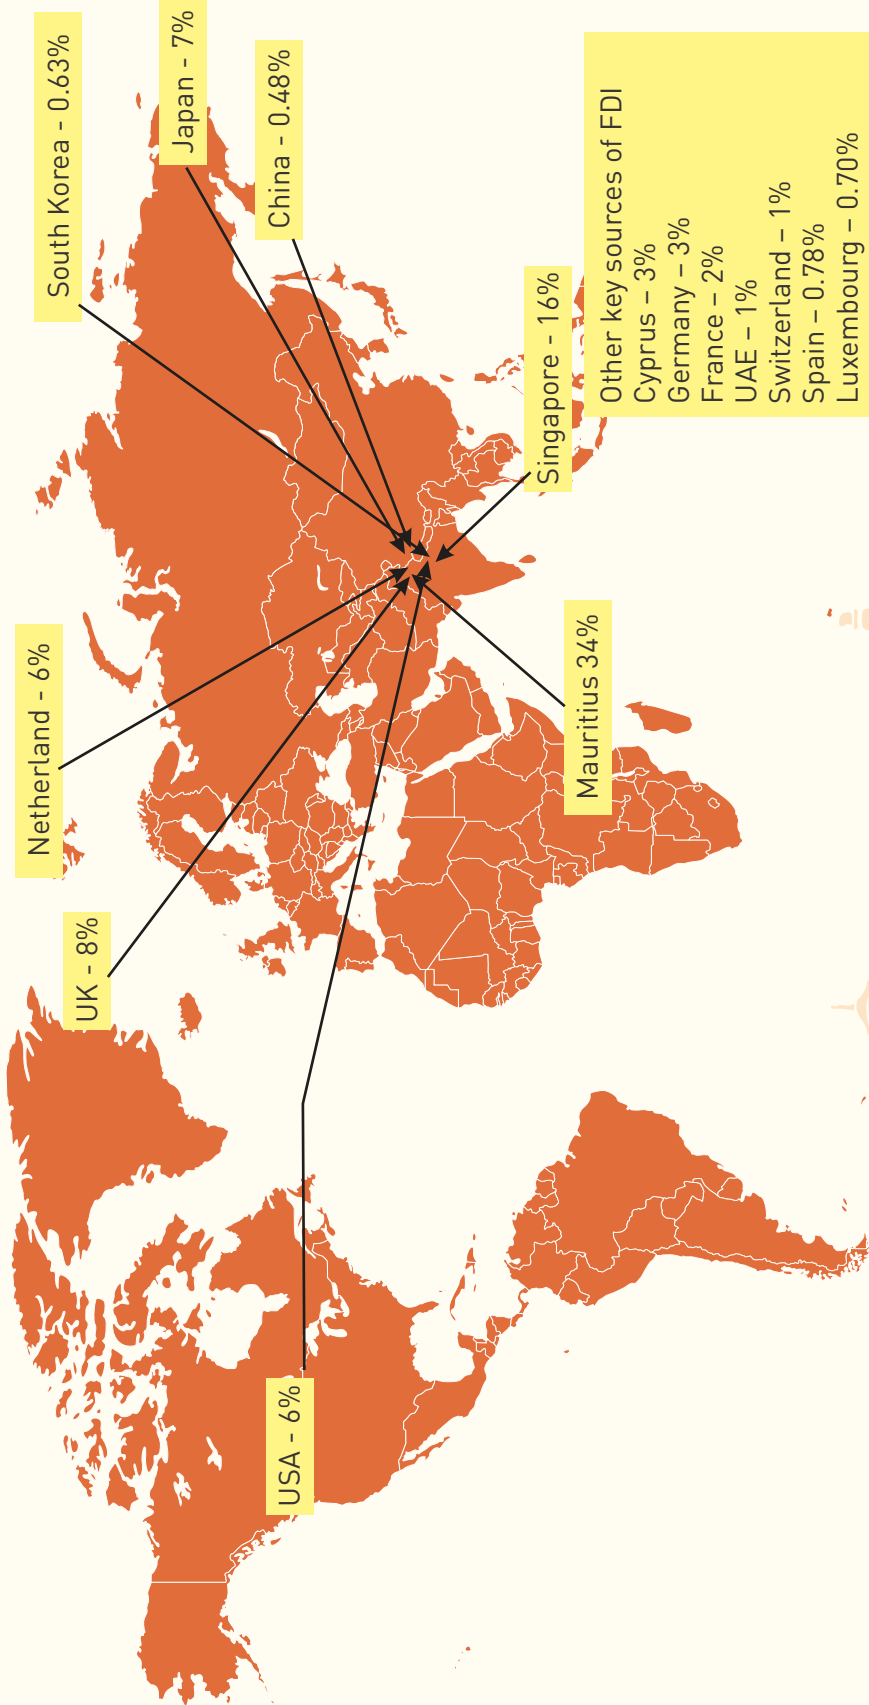 South Korea - 0.63%
Japan - 7%
China - 0.48%
Netherland - 6%
UK - 8%
USA - 6%
Singapore - 16%
Mauritius 34%
Other key sources of FDI
Cyprus – 3%
Germany – 3%
France – 2%
UAE – 1%
Switzerland – 1%
Spain – 0.78%
Luxembourg – 0.70%